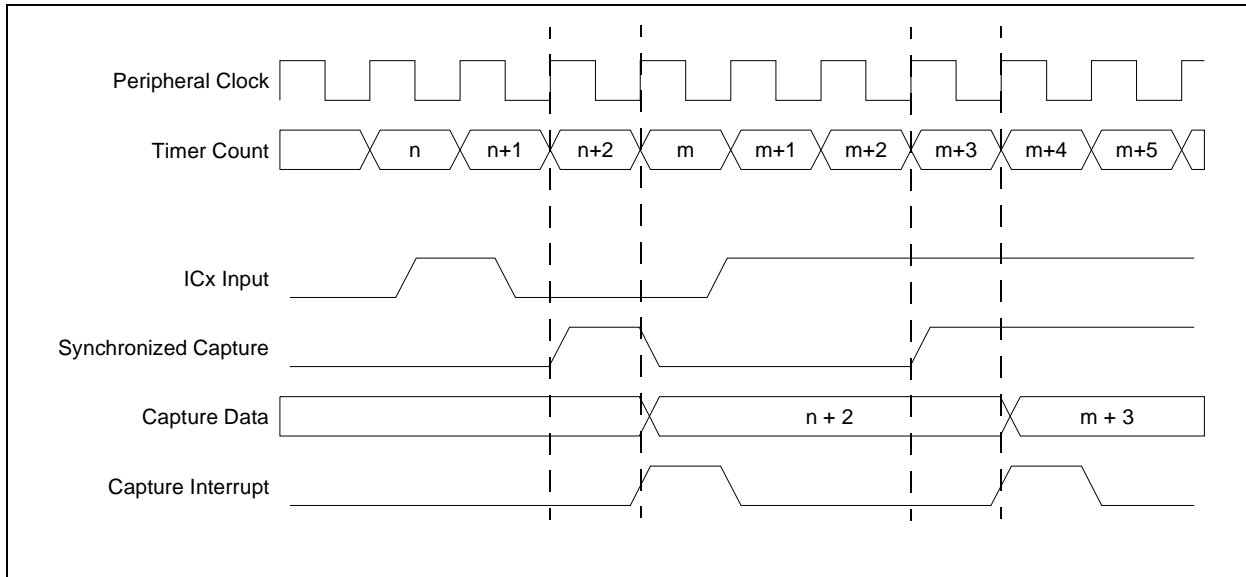 Peripheral Clock
Timer Count
n
n+1
n+2
m
m+1
m+2
m+3
m+4
m+5
ICx Input
Synchronized Capture
Capture Data
n + 2
m + 3
Capture Interrupt